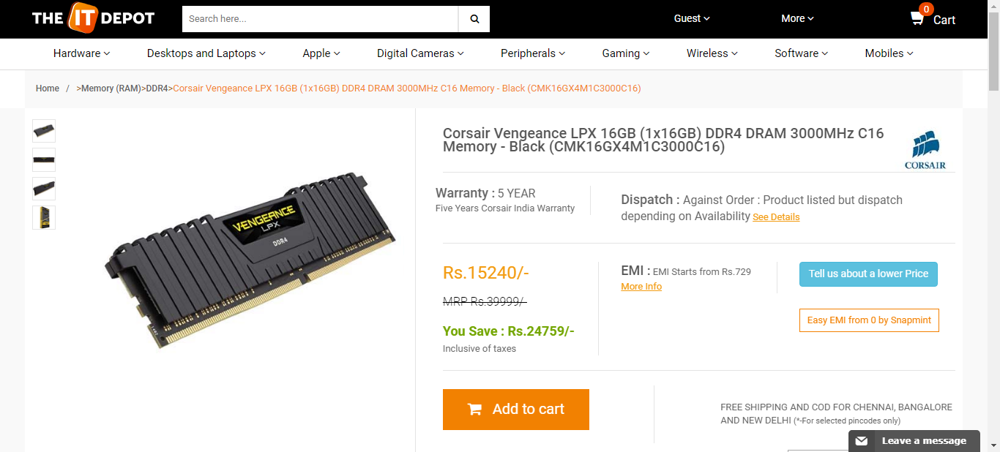 THE IT DEPOT
Search here...
Guest
More
0
Cart
Hardware
Desktops and Laptops
Apple
Digital Cameras
Peripherals
Gaming
Wireless
Software
Mobiles
Home / >Memory (RAM)>DDR4>Corsair Vengeance LPX 16GB (1x16GB) DDR4 DRAM 3000MHz C16 Memory - Black (CMK16GX4M1C3000C16)
VENGEANCE
LPX
DDR4
Corsair Vengeance LPX 16GB (1x16GB) DDR4 DRAM 3000MHz C16
Memory - Black (CMK16GX4M1C3000C16)
CORSAIR
Warranty : 5 YEAR
Five Years Corsair India Warranty
Dispatch : Against Order : Product listed but dispatch
depending on Availability See Details
Rs.15240/-
MRP Rs.39999/-
You Save : Rs.24759/-
Inclusive of taxes
EMI : EMI Starts from Rs.729
More Info
Tell us about a lower Price
Easy EMI from 0 by Snapmint
Add to cart
FREE SHIPPING AND COD FOR CHENNAI, BANGALORE
AND NEW DELHI (*-For selected pincodes only)
Leave a message